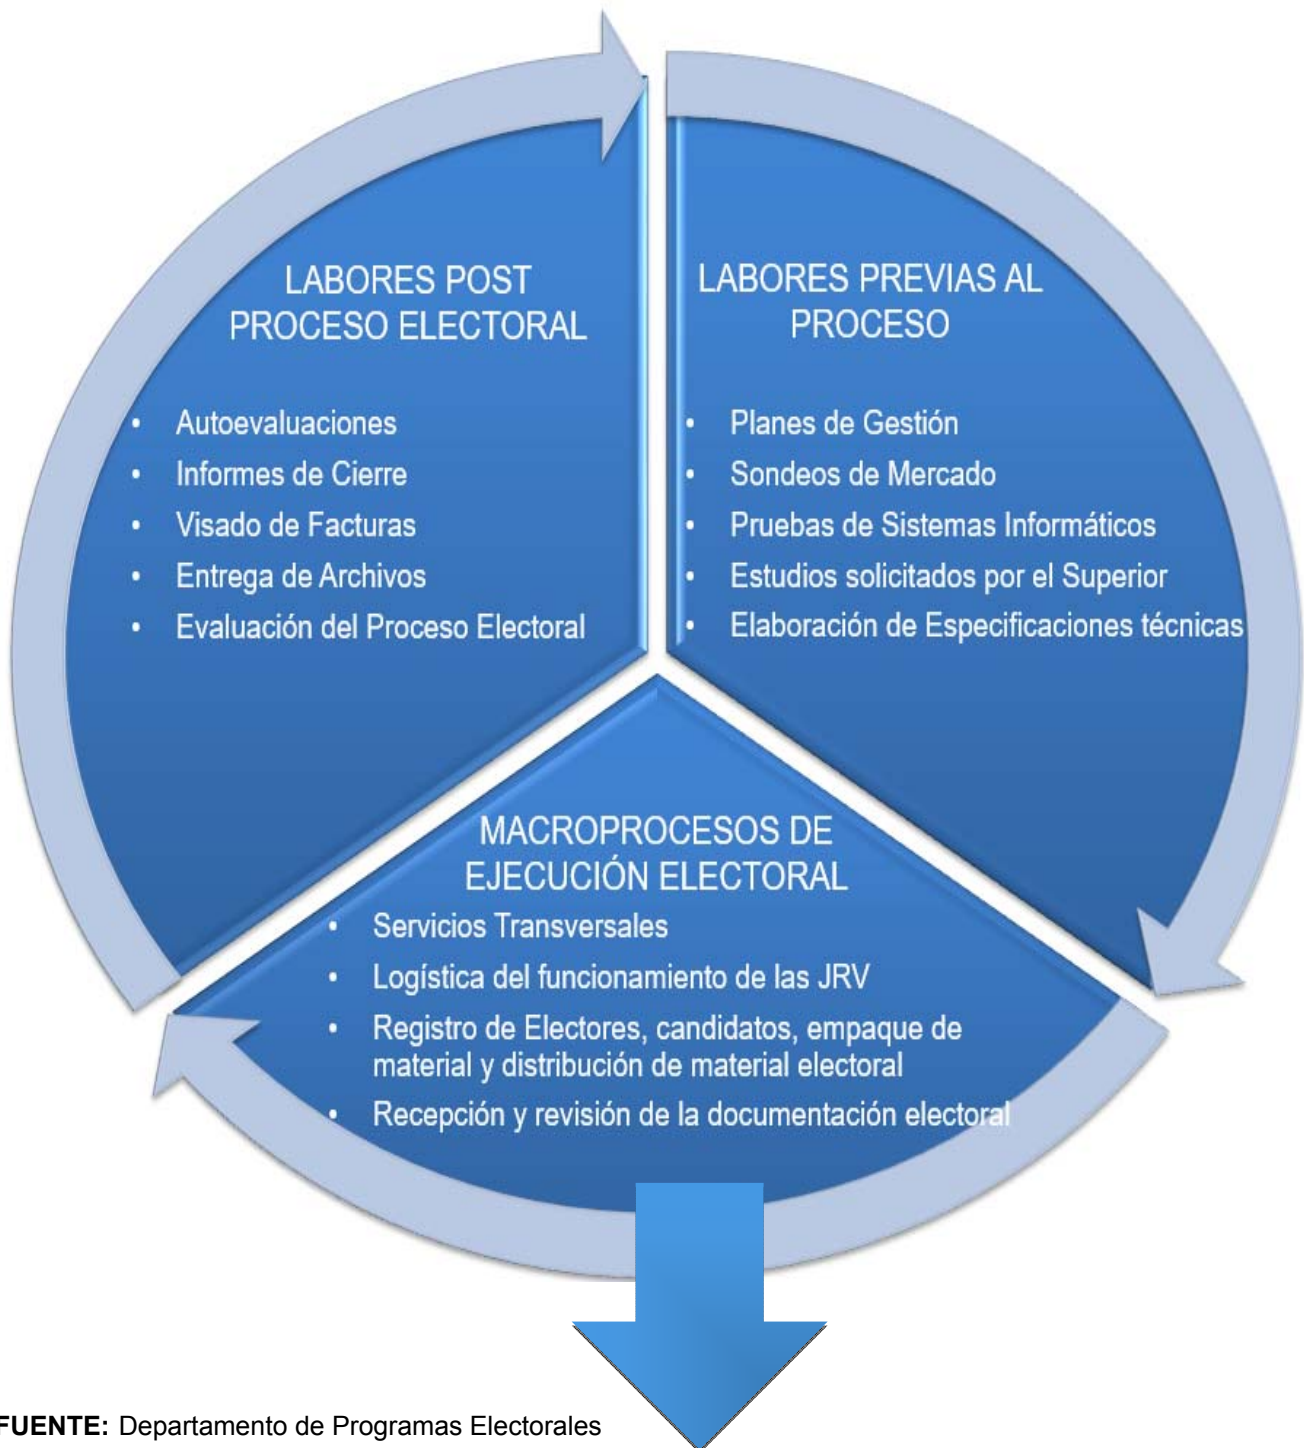 LABORES POST
PROCESO ELECTORAL
• Autoevaluaciones
• Informes de Cierre
• Visado de Facturas
• Entrega de Archivos
• Evaluación del Proceso Electoral
LABORES PREVIAS AL
PROCESO
• Planes de Gestión
• Sondeos de Mercado
• Pruebas de Sistemas Informáticos
• Estudios solicitados por el Superior
• Elaboración de Especificaciones técnicas
MACROPROCESOS DE
EJECUCIÓN ELECTORAL
• Servicios Transversales
• Logística del funcionamiento de las JRV
• Registro de Electores, candidatos, empaque de
material y distribución de material electoral
• Recepción y revisión de la documentación electoral
FUENTE: Departamento de Programas Electorales